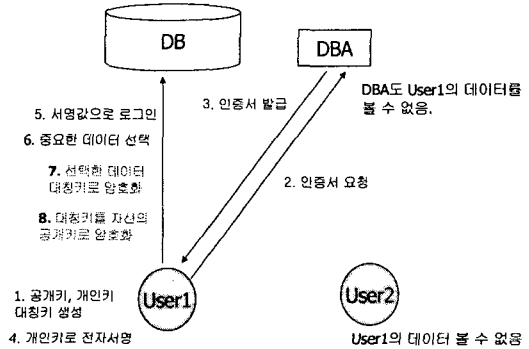 DB
DBA
DBA도 User1의 데이터를
볼 수 없음.
3. 인증서 발급
5. 서명값으로 로그인
6. 중요한 데이터 선택
7. 선택한 데이터
대칭키로 암호화
2. 인증서 요청
8. 대칭키를 자신의
공개키로 암호화
1. 공개키, 개인키
대칭키 생성
User1
User2
4. 개인키로 전자서명
User1의 데이터 볼 수 없음